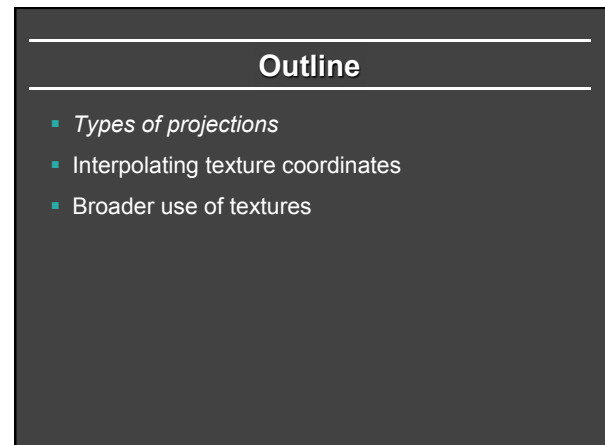 Outline
▪ Types of projections
▪ Interpolating texture coordinates
▪ Broader use of textures